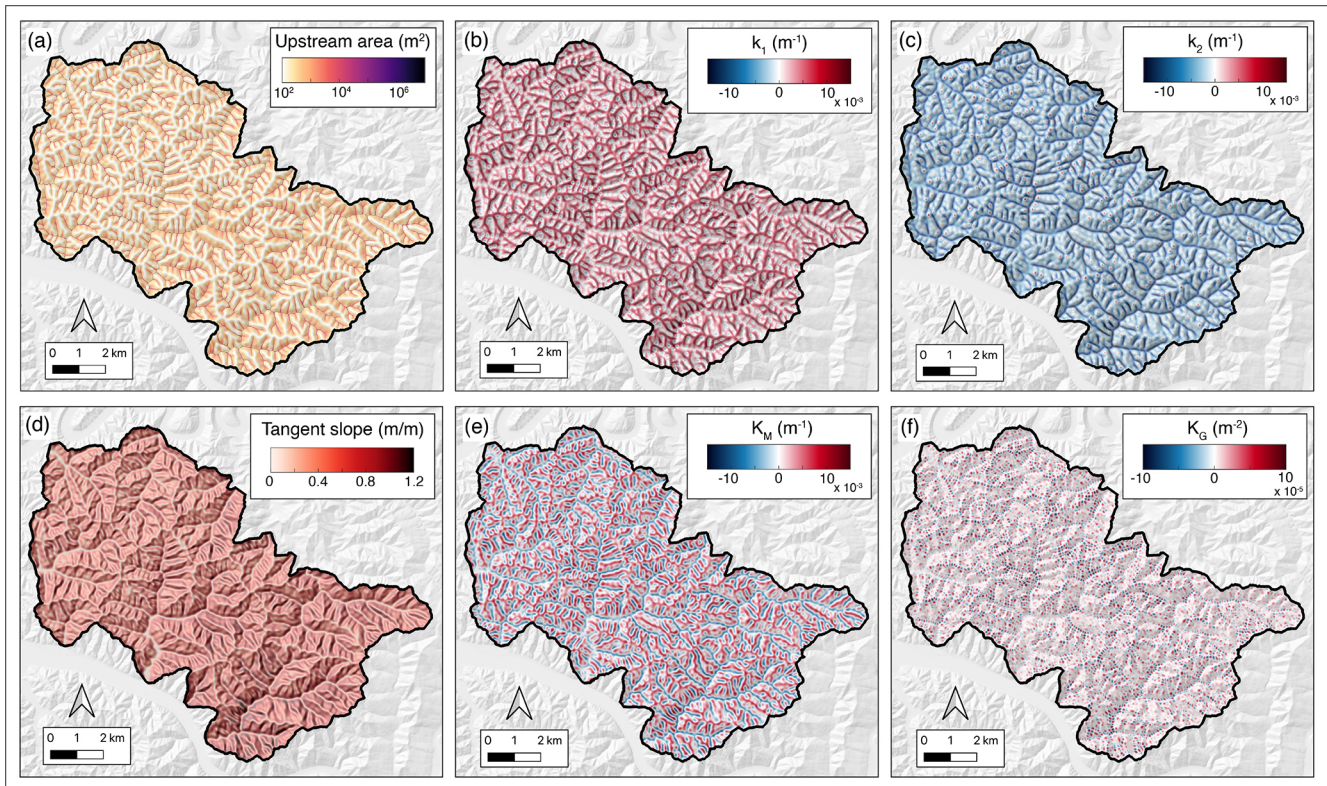 (a)
Upstream area (m²)
10² 10⁴ 10⁶
0 1 2 km
(b)
k₁ (m⁻¹)
-10 0 10
x 10⁻³
0 1 2 km
(c)
k₂ (m⁻¹)
-10 0 10
x 10⁻³
0 1 2 km
(d)
Tangent slope (m/m)
0 0.4 0.8 1.2
0 1 2 km
(e)
K_M (m⁻¹)
-10 0 10
x 10⁻³
0 1 2 km
(f)
K_G (m⁻²)
-10 0 10
x 10⁻⁵
0 1 2 km